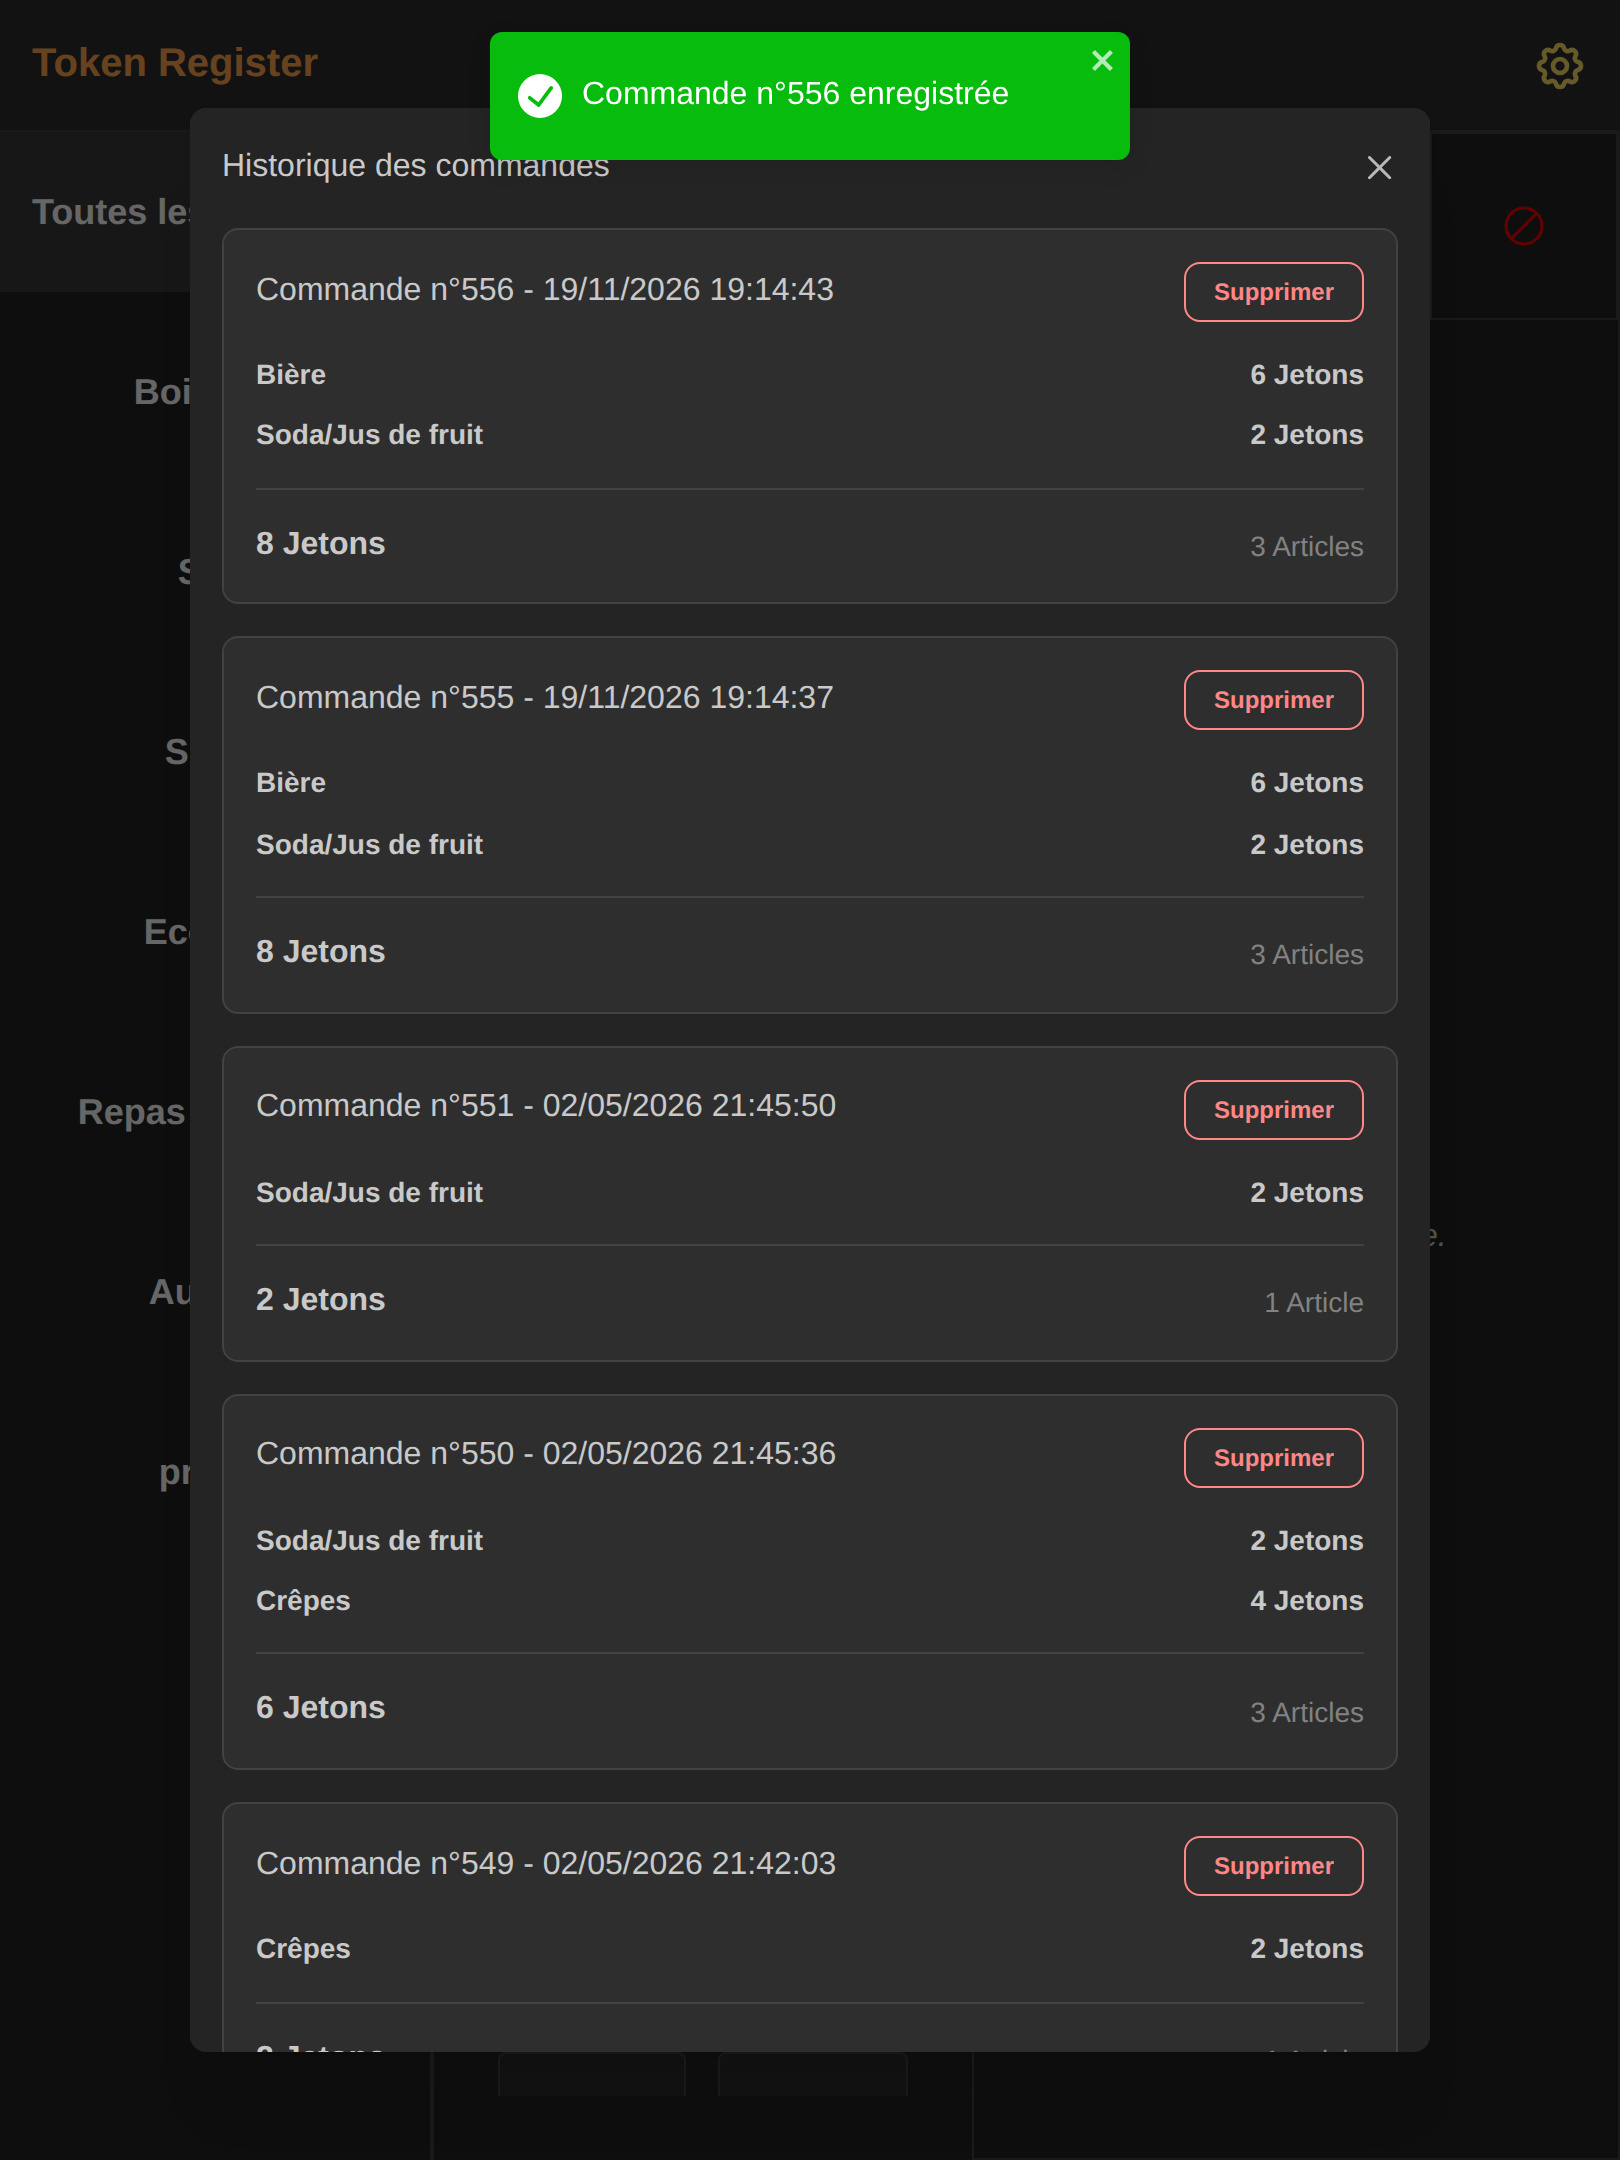 Token Register
Commande n°556 enregistrée
Historique des commandes
Toutes les
Commande n°556 - 19/11/2026 19:14:43
Supprimer
Bière
6 Jetons
Soda/Jus de fruit
2 Jetons
8 Jetons
3 Articles
Commande n°555 - 19/11/2026 19:14:37
Supprimer
Bière
6 Jetons
Soda/Jus de fruit
2 Jetons
8 Jetons
3 Articles
Repas
Commande n°551 - 02/05/2026 21:45:50
Supprimer
Soda/Jus de fruit
2 Jetons
2 Jetons
1 Article
Commande n°550 - 02/05/2026 21:45:36
Supprimer
Soda/Jus de fruit
2 Jetons
Crêpes
4 Jetons
6 Jetons
3 Articles
Commande n°549 - 02/05/2026 21:42:03
Supprimer
Crêpes
2 Jetons